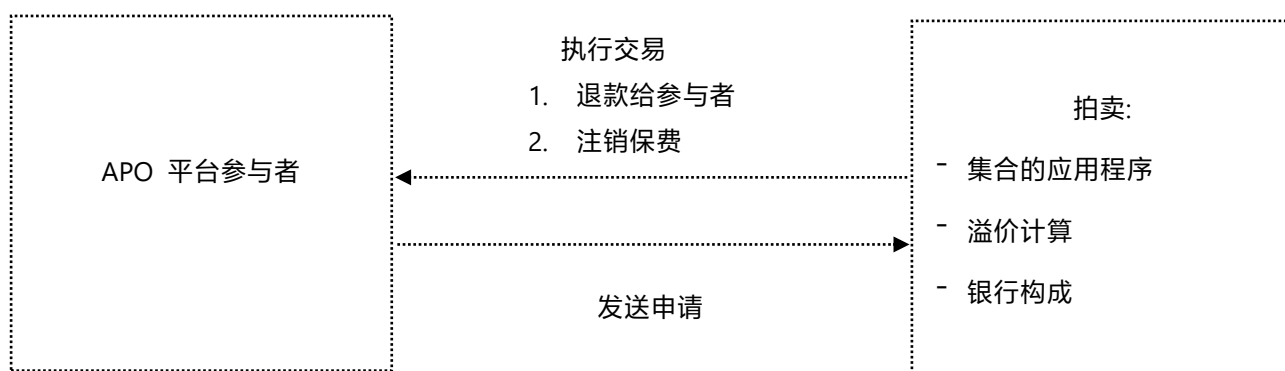 执行交易
1. 退款给参与者
2. 注销保费
APO 平台参与者
发送申请
拍卖:
- 集合的应用程序
- 溢价计算
- 银行构成